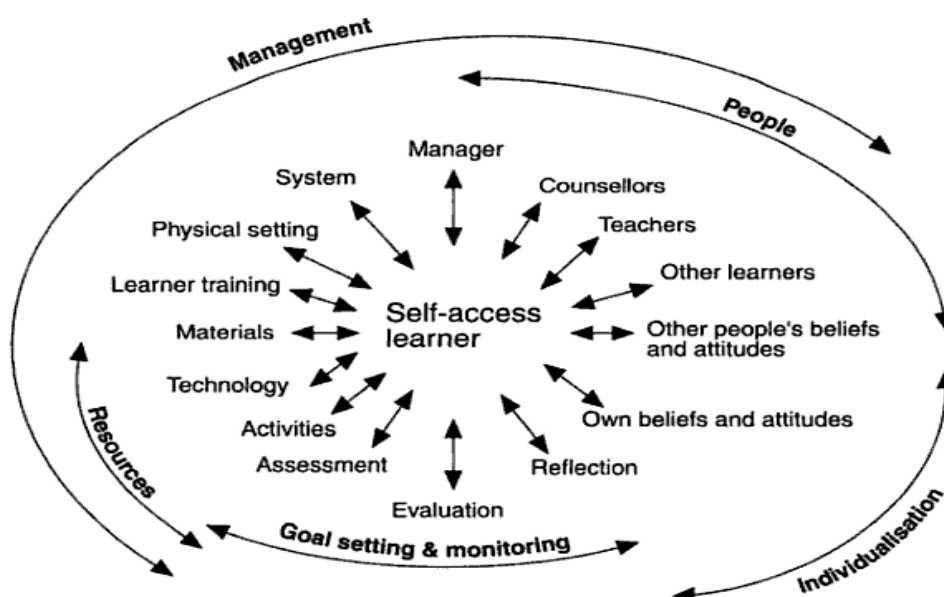 Management
People
Manager
System
Counsellors
Physical setting
Teachers
Learner training
Other learners
Self-access
learner
Materials
Other people's beliefs
and attitudes
Technology
Activities
Own beliefs and attitudes
Assessment
Reflection
Resources
Evaluation
Goal setting & monitoring
Individualisation